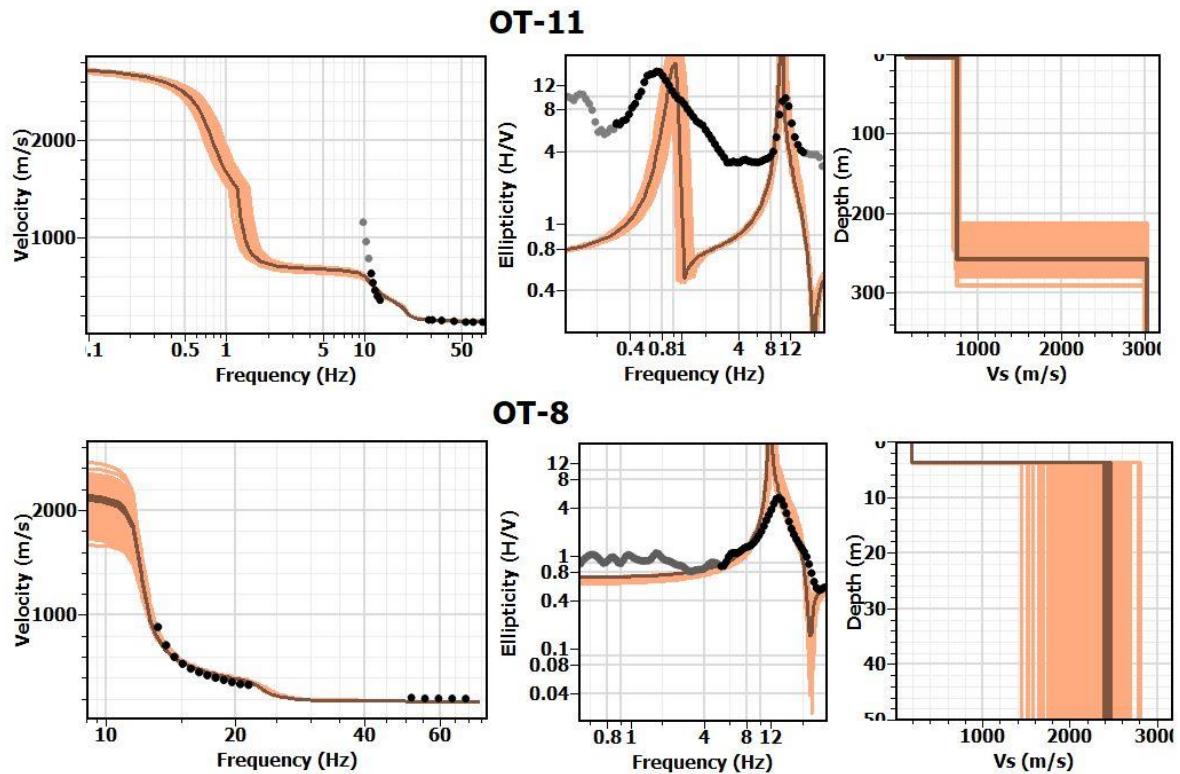 OT-11
Velocity (m/s)
2000
1000
0.1 0.5 1 5 10 50
Frequency (Hz)
Ellipticity (H/V)
12
8
4
1
0.8
0.4
0.4 0.81 4 8 12
Frequency (Hz)
Depth (m)
0
100
200
300
1000 2000 3000
Vs (m/s)
OT-8
Velocity (m/s)
2000
1000
10 20 40 60
Frequency (Hz)
Ellipticity (H/V)
12
8
4
1
0.8
0.4
0.1
0.08
0.04
0.8 1 4 8 12
Frequency (Hz)
Depth (m)
0
10
20
30
40
50
1000 2000 3000
Vs (m/s)